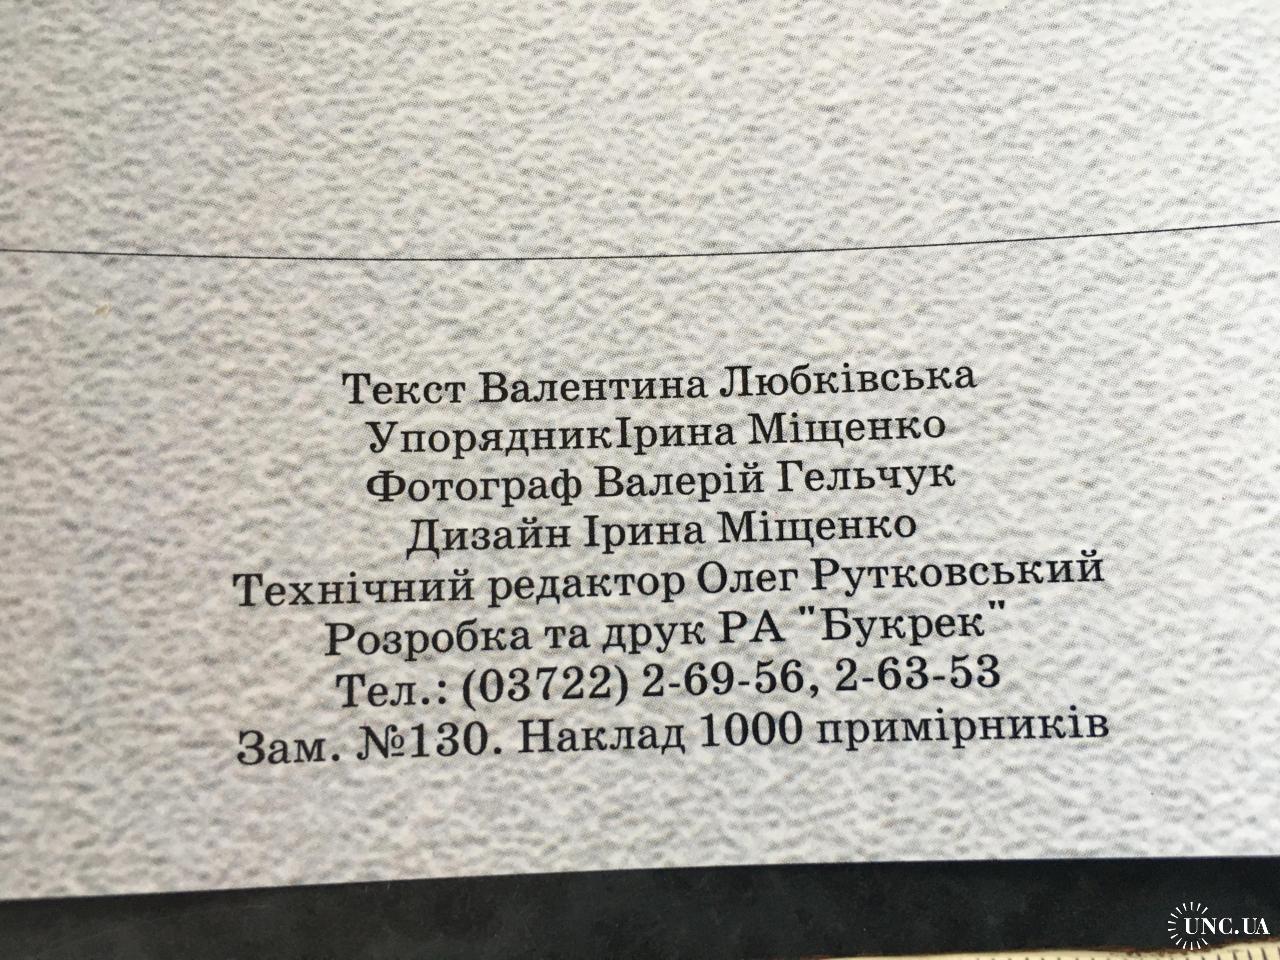 Текст Валентина Любківська
УпорядникІрина Міщенко
Фотограф Валерій Гельчук
Дизайн Ірина Міщенко
Технічний редактор Олег Рутковський
Розробка та друк РА "Букрек"
Тел.: (03722) 2-69-56, 2-63-53
Зам. №130. Наклад 1000 примірників
UNC.UA